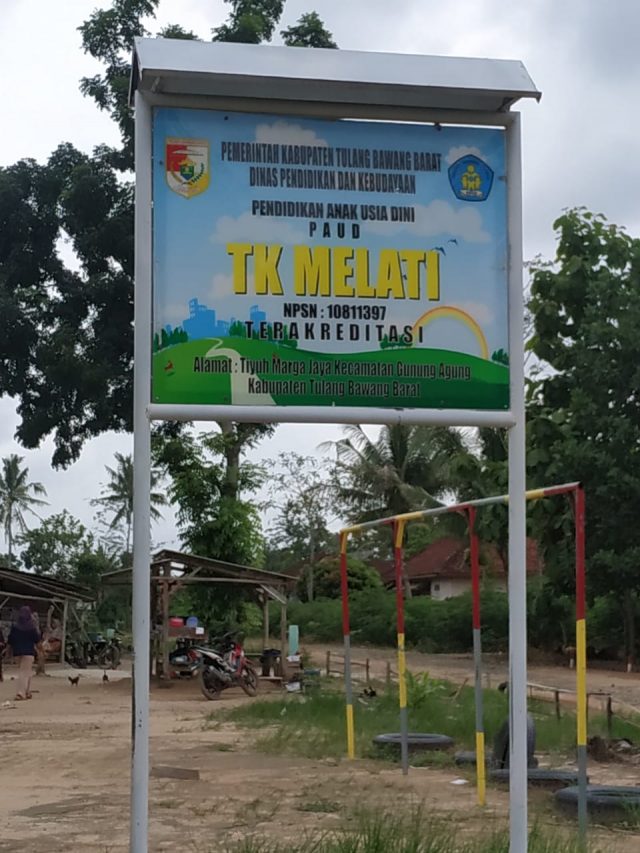 PEMERINTAH KABUPATEN TULANG BAWANG BARAT
DINAS PENDIDIKAN DAN KEBUDAYAAN
PENDIDIKAN ANAK USIA DINI
PAUD
TK MELATI
NPSN : 10811397
TERAKREDITASI
Alamat : Tiyuh Marga Jaya Kecamatan Gunung Agung
Kabupaten Tulang Bawang Barat